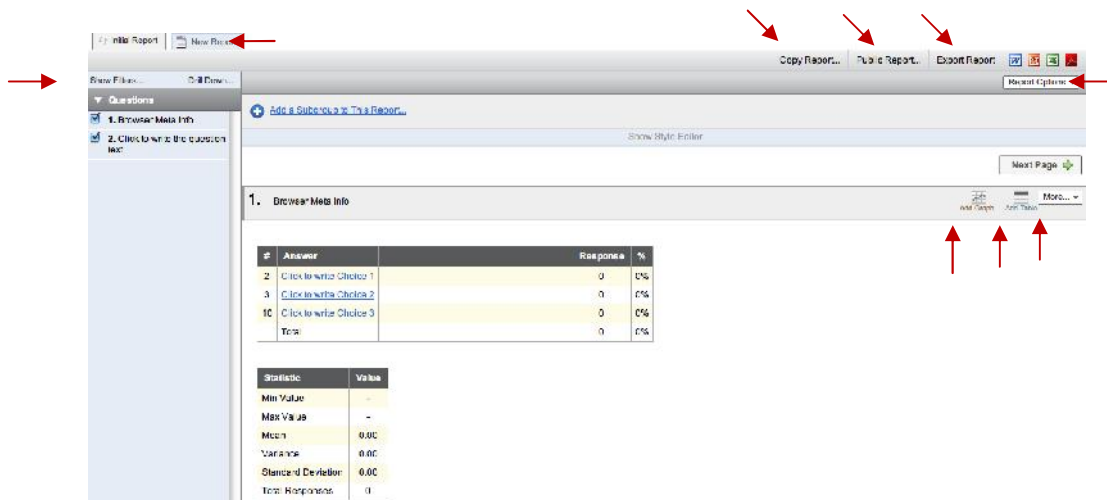 Initial Report New Report
Copy Report... Public Report... Export Report
Show Filters... Drill Down...
Report Options
Questions
Add a Subgroup to This Report...
1. Browser Meta Info
2. Click to write the question
text
Show Style Editor
Next Page
1. Browser Meta Info
Add Graph Add Table More...
# Answer Response %
2 Click to write Choice 1 0 0%
3 Click to write Choice 2 0 0%
10 Click to write Choice 3 0 0%
Total 0 0%
Statistic Value
Min Value -
Max Value -
Mean 0.00
Variance 0.00
Standard Deviation 0.00
Total Responses 0